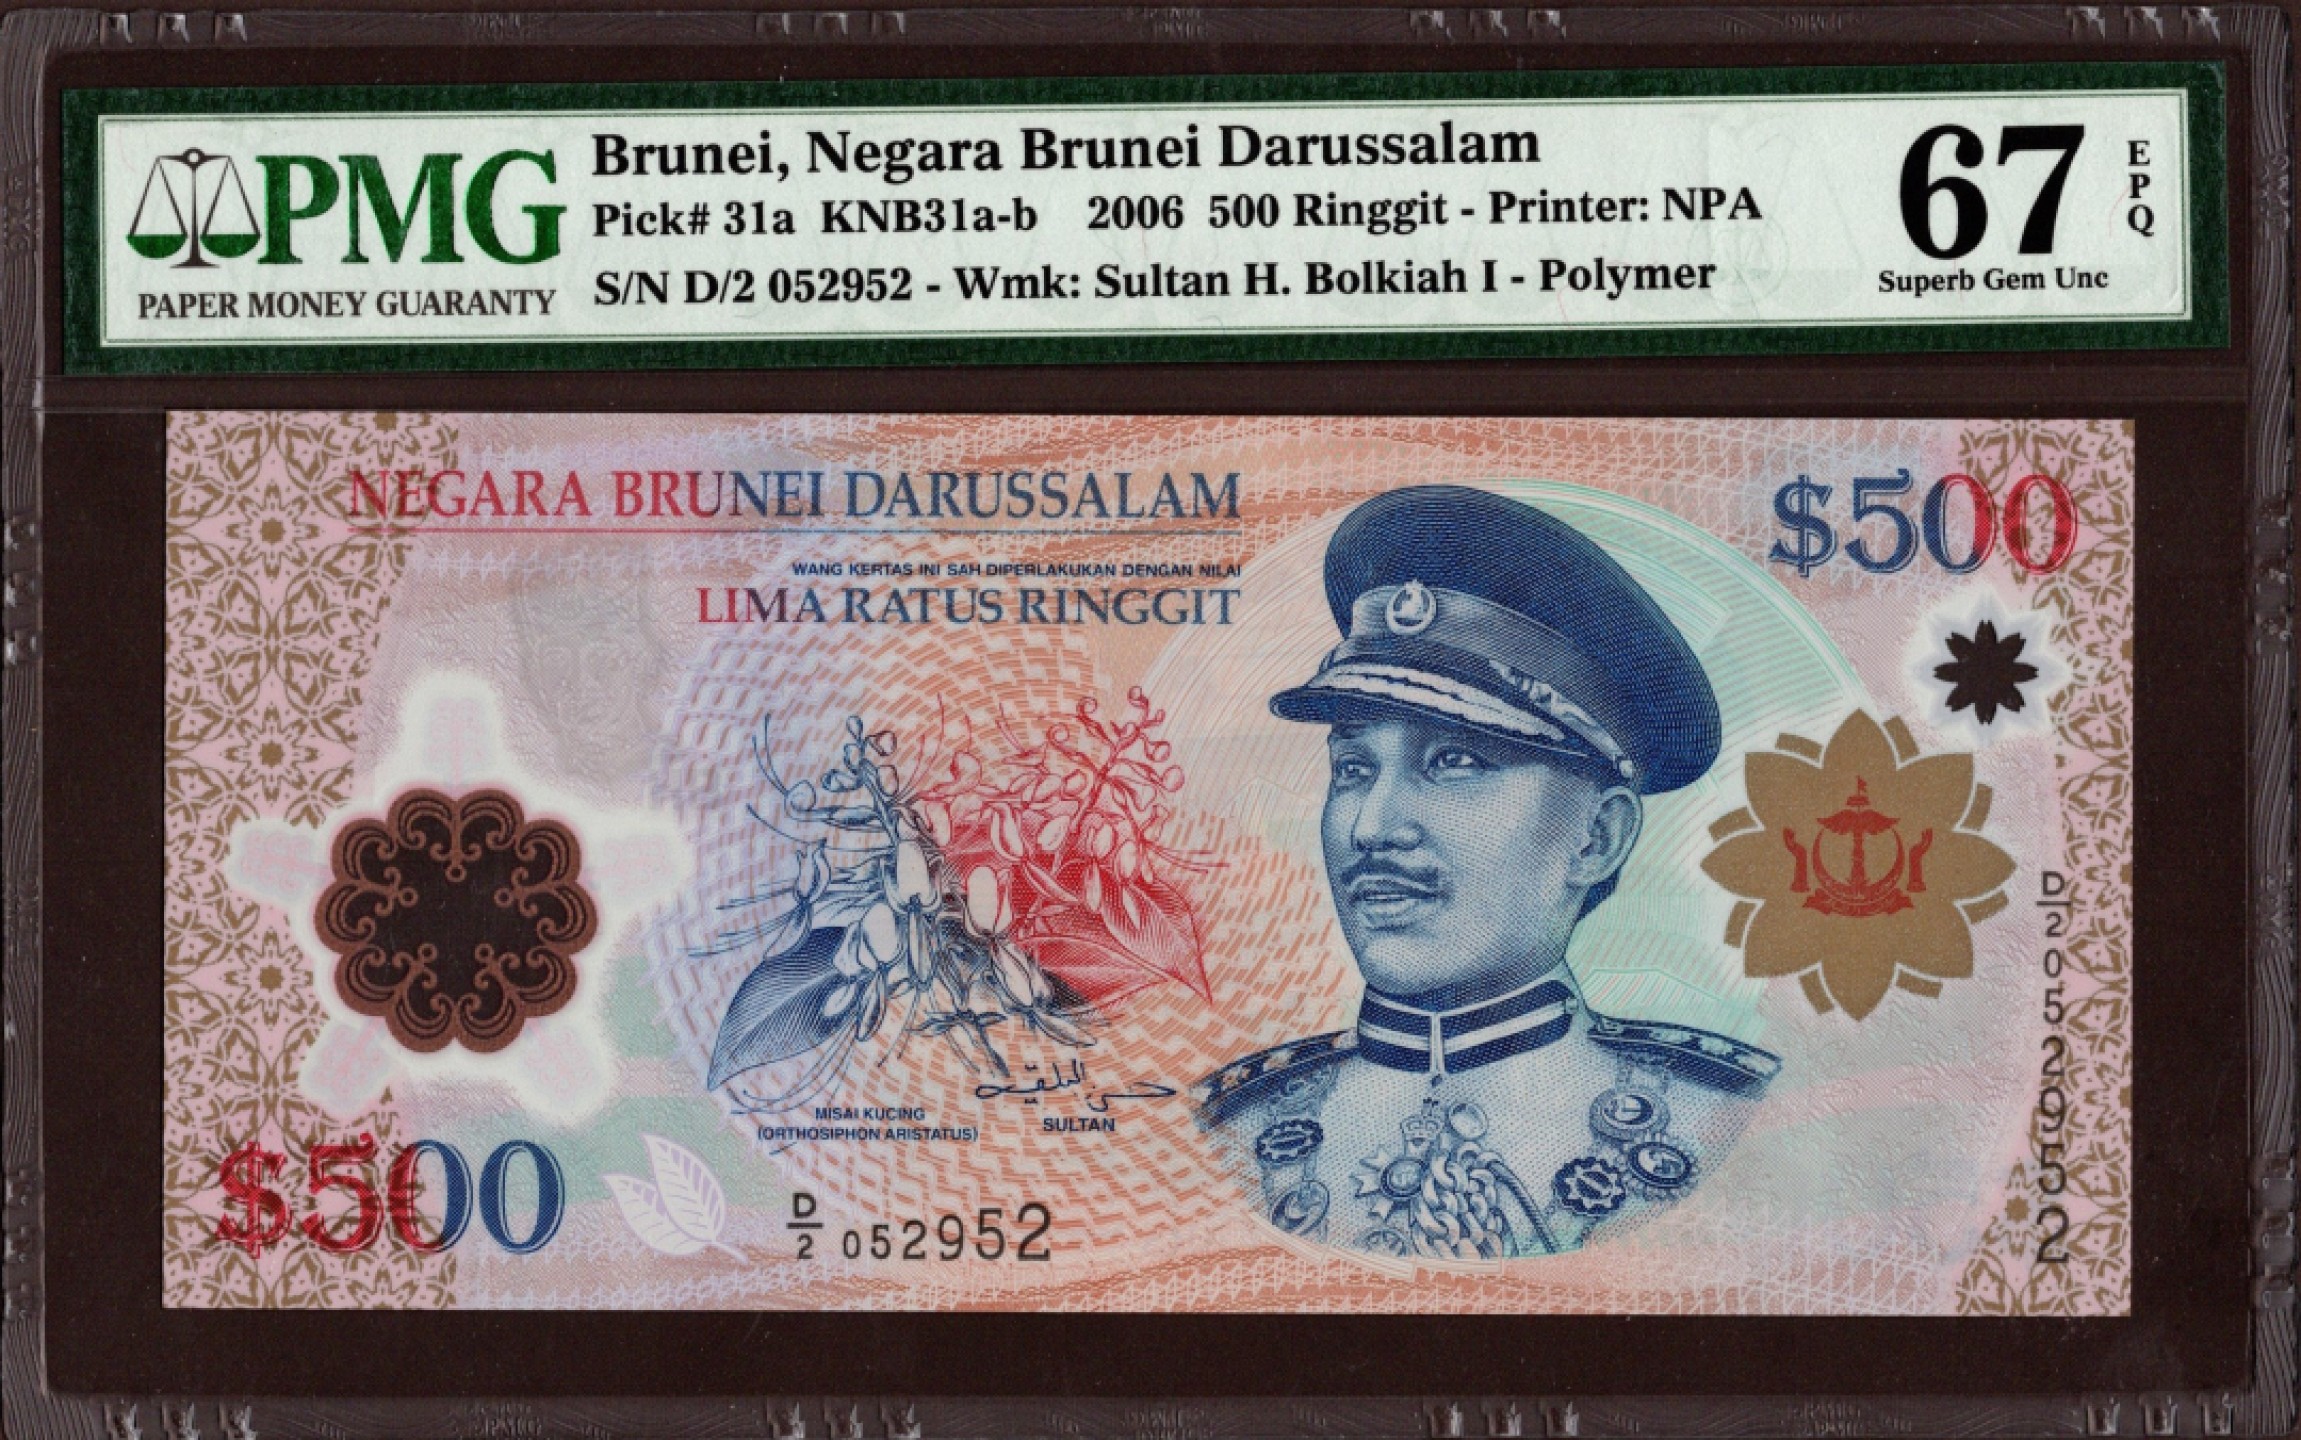 PMG
PAPER MONEY GUARANTY
Brunei, Negara Brunei Darussalam
Pick# 31a KNB31a-b 2006 500 Ringgit - Printer: NPA
S/N D/2 052952 - Wmk: Sultan H. Bolkiah I - Polymer
67
EPQ
Superb Gem Unc
NEGARA BRUNEI DARUSSALAM
$500
WANG KERTAS INI SAH DIPERLAKUKAN DENGAN NILAI
LIMA RATUS RINGGIT
D/2 052952
MISAI KUCING
(ORTHOSIPHON ARISTATUS)
SULTAN
$500
D/2 052952